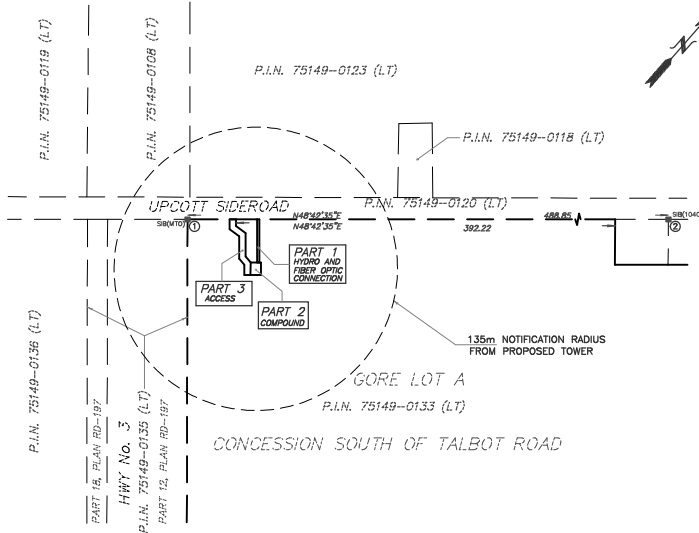 P.I.N. 75149-0119 (LT)
P.I.N. 75149-0108 (LT)
P.I.N. 75149-0123 (LT)
N
P.I.N. 75149-0118 (LT)
UPCOTT SIDEROAD
P.I.N. 75149-0120 (LT)
N48°42'35"E
N48°42'35"E
488.85
392.22
SIB(MTO)
1
SIB(104
2
PART 1
HYDRO AND
FIBER OPTIC
CONNECTION
PART 3
ACCESS
PART 2
COMPOUND
135m NOTIFICATION RADIUS
FROM PROPOSED TOWER
GORE LOT A
P.I.N. 75149-0133 (LT)
CONCESSION SOUTH OF TALBOT ROAD
P.I.N. 75149-0136 (LT)
PART 18, PLAN RD-197
HWY No. 3
P.I.N. 75149-0135 (LT)
PART 12, PLAN RD-197